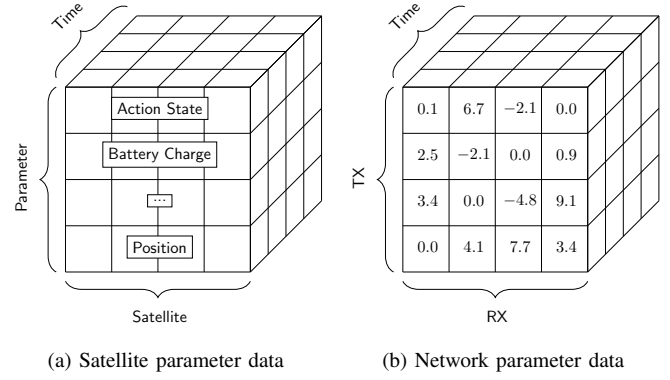 Time
Parameter
Action State
Battery Charge
...
Position
Satellite
(a) Satellite parameter data
Time
TX
0.1 6.7 −2.1 0.0
2.5 −2.1 0.0 0.9
3.4 0.0 −4.8 9.1
0.0 4.1 7.7 3.4
RX
(b) Network parameter data